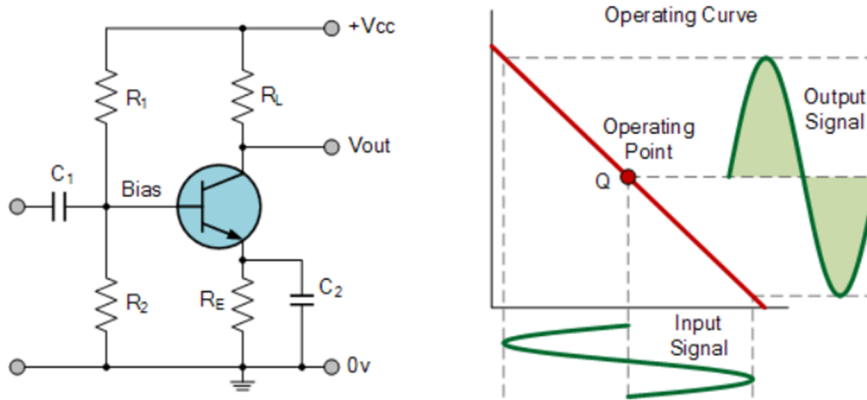 +Vcc
R1
RL
Vout
C1
Bias
R2
RE
C2
0v
Operating Curve
Output
Signal
Operating
Point
Q
Input
Signal